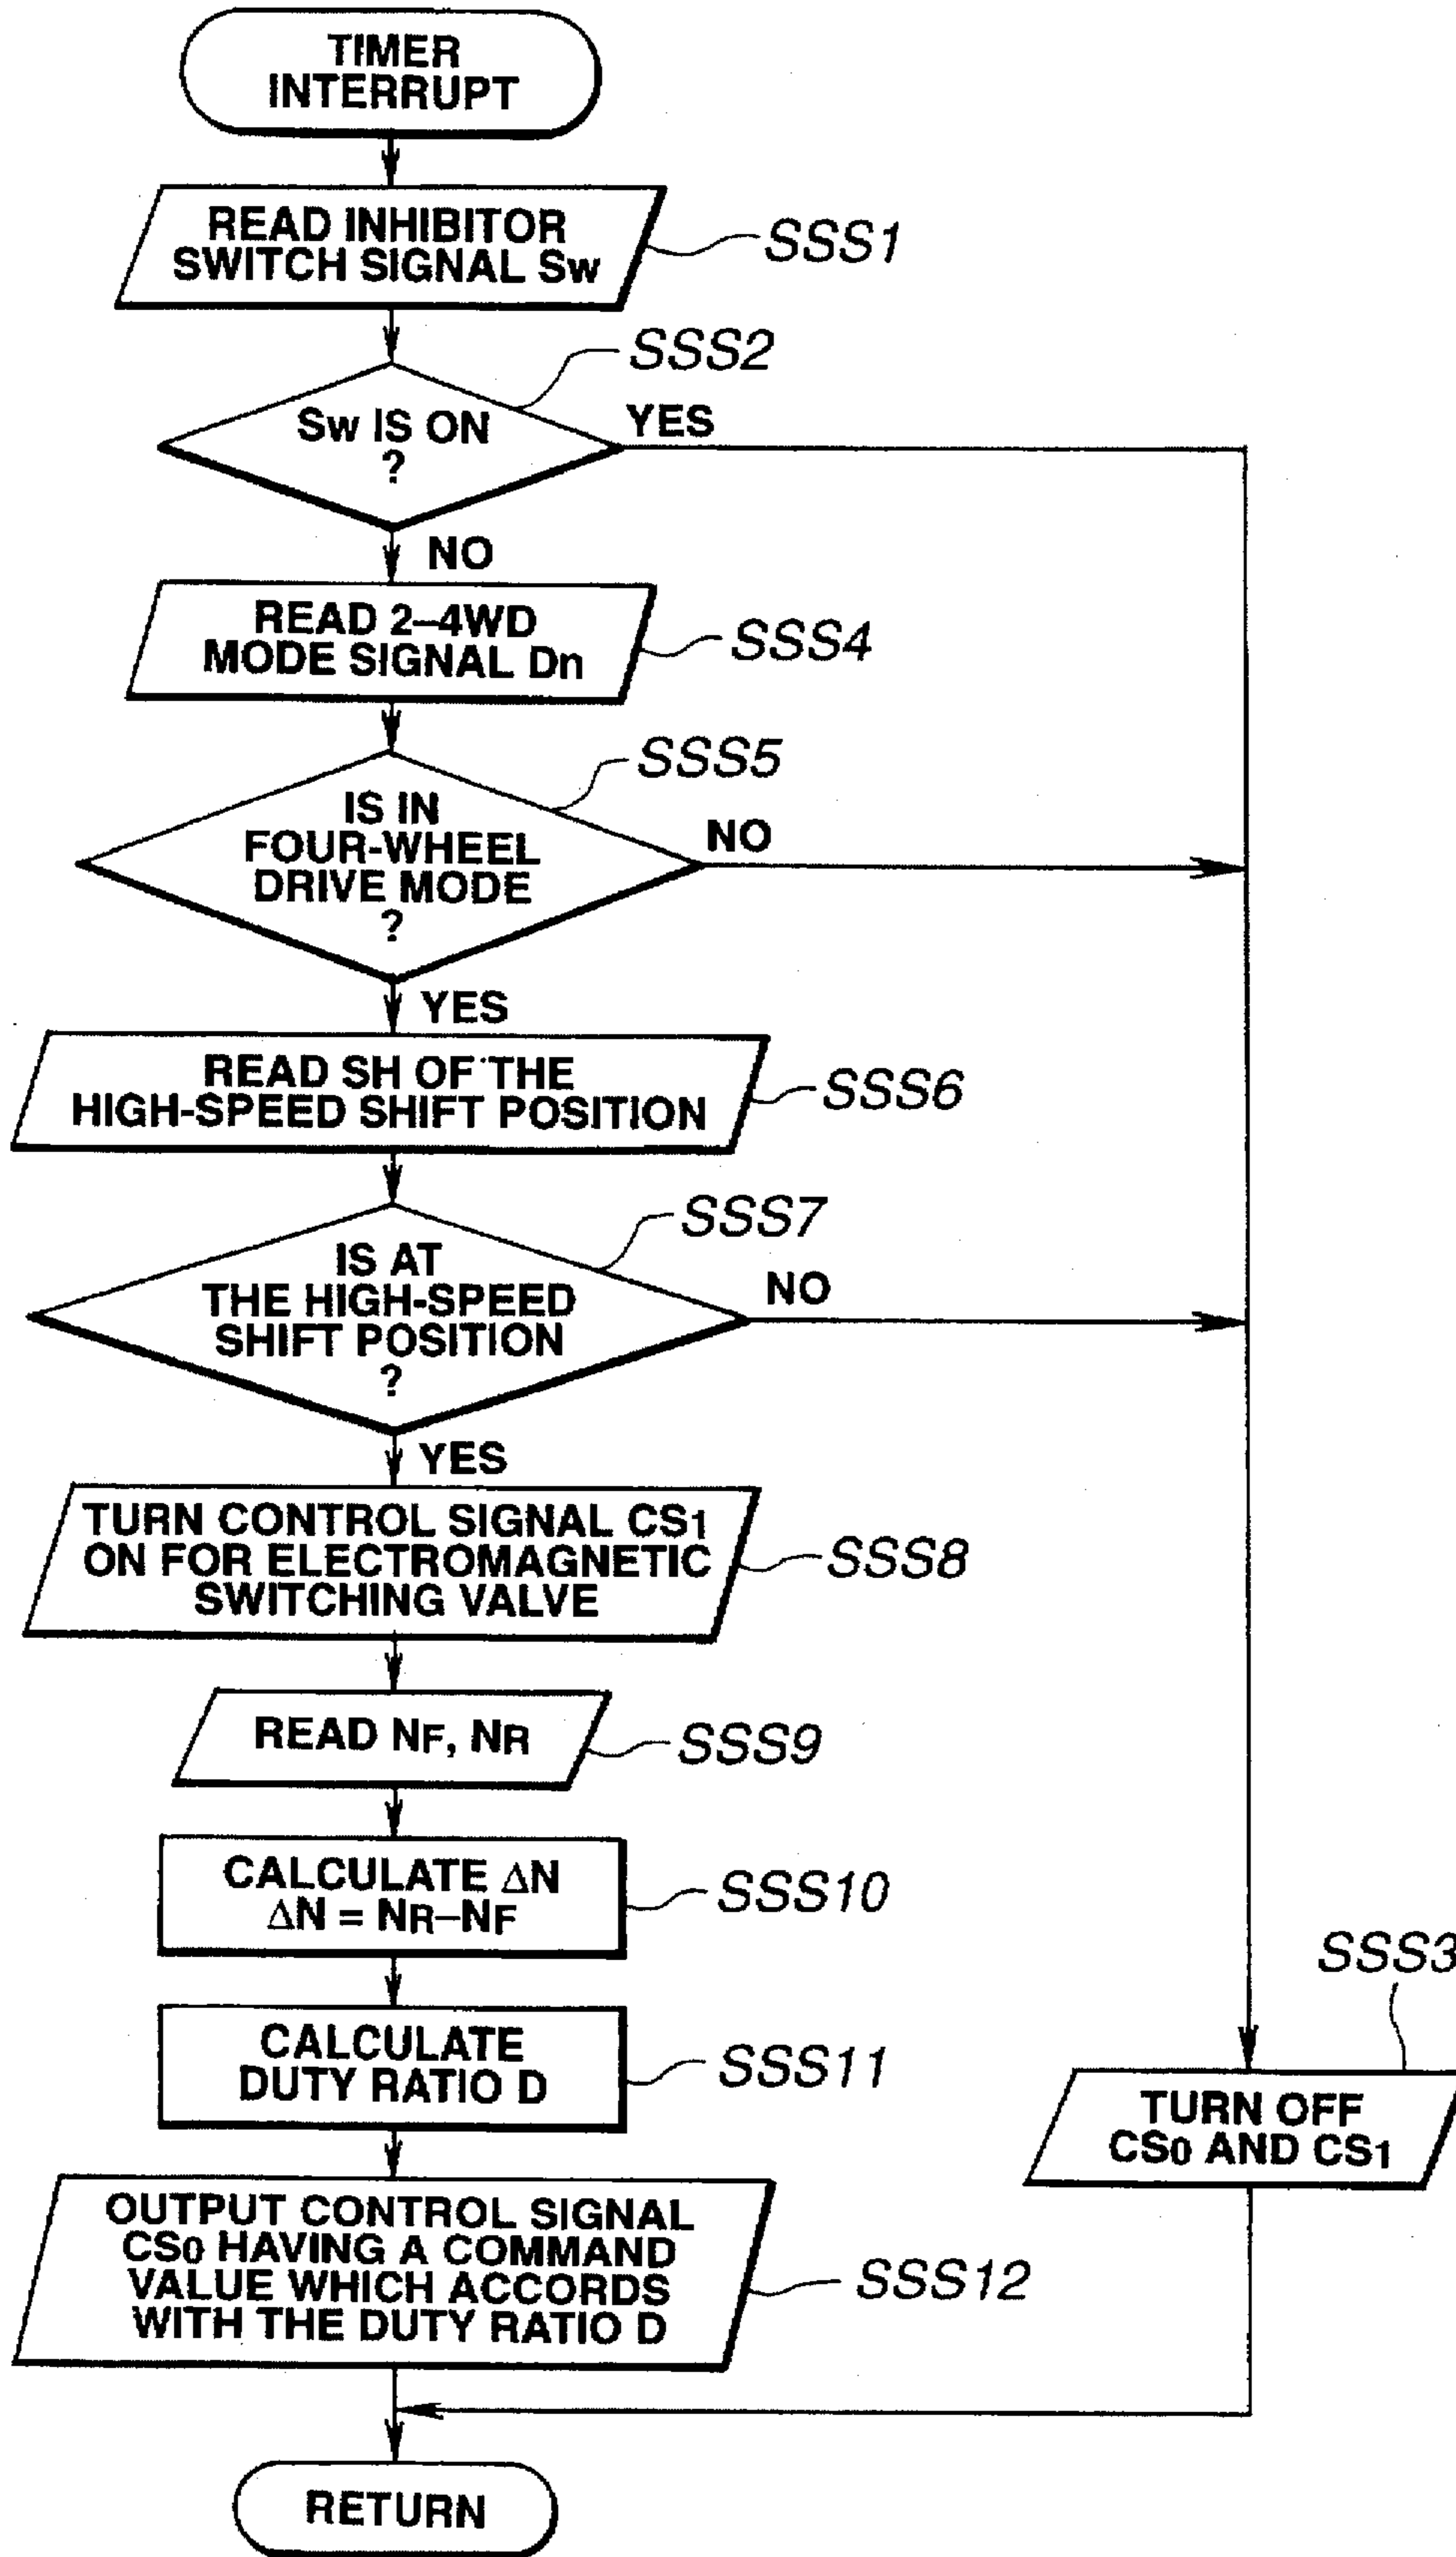 TIMER
INTERRUPT
READ INHIBITOR
SWITCH SIGNAL Sw
SSS1
SSS2
Sw IS ON
?
YES
NO
READ 2–4WD
MODE SIGNAL Dn
SSS4
SSS5
IS IN
FOUR-WHEEL
DRIVE MODE
?
NO
YES
READ SH OF THE
HIGH-SPEED SHIFT POSITION
SSS6
SSS7
IS AT
THE HIGH-SPEED
SHIFT POSITION
?
NO
YES
TURN CONTROL SIGNAL CS1
ON FOR ELECTROMAGNETIC
SWITCHING VALVE
SSS8
READ NF, NR
SSS9
CALCULATE ΔN
ΔN = NR–NF
SSS10
SSS3
CALCULATE
DUTY RATIO D
SSS11
TURN OFF
CS0 AND CS1
OUTPUT CONTROL SIGNAL
CS0 HAVING A COMMAND
VALUE WHICH ACCORDS
WITH THE DUTY RATIO D
SSS12
RETURN